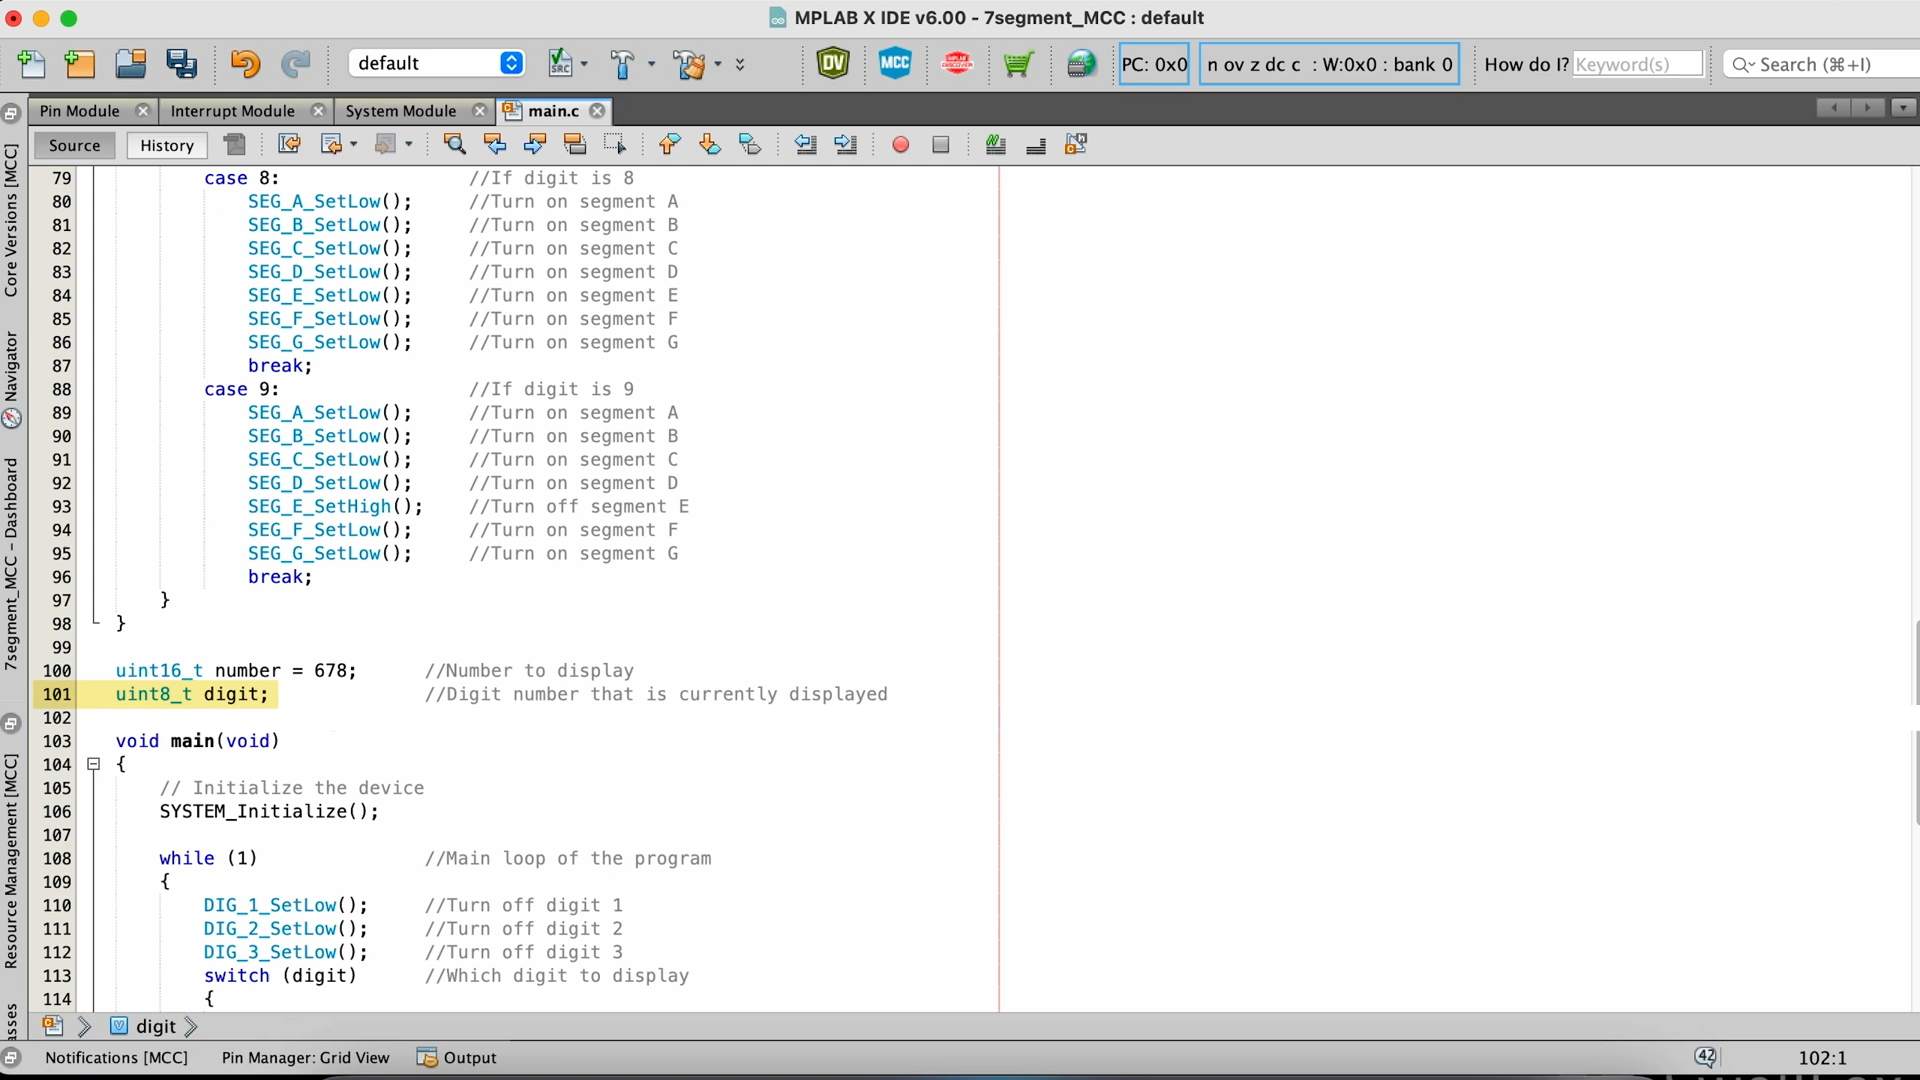 MPLAB X IDE v6.00 - 7segment_MCC : default
default
SRC
DV
MCC
PC: 0x0
n ov z dc c : W:0x0 : bank 0
How do I?
Keyword(s)
Search (⌘+I)
Pin Module
Interrupt Module
System Module
main.c
Source
History
Core Versions [MCC]
Navigator
7segment_MCC - Dashboard
Resource Management [MCC]
asses
79 case 8: //If digit is 8
80 SEG_A_SetLow(); //Turn on segment A
81 SEG_B_SetLow(); //Turn on segment B
82 SEG_C_SetLow(); //Turn on segment C
83 SEG_D_SetLow(); //Turn on segment D
84 SEG_E_SetLow(); //Turn on segment E
85 SEG_F_SetLow(); //Turn on segment F
86 SEG_G_SetLow(); //Turn on segment G
87 break;
88 case 9: //If digit is 9
89 SEG_A_SetLow(); //Turn on segment A
90 SEG_B_SetLow(); //Turn on segment B
91 SEG_C_SetLow(); //Turn on segment C
92 SEG_D_SetLow(); //Turn on segment D
93 SEG_E_SetHigh(); //Turn off segment E
94 SEG_F_SetLow(); //Turn on segment F
95 SEG_G_SetLow(); //Turn on segment G
96 break;
97 }
98 }
99
100 uint16_t number = 678; //Number to display
101 uint8_t digit; //Digit number that is currently displayed
102
103 void main(void)
104 {
105 // Initialize the device
106 SYSTEM_Initialize();
107
108 while (1) //Main loop of the program
109 {
110 DIG_1_SetLow(); //Turn off digit 1
111 DIG_2_SetLow(); //Turn off digit 2
112 DIG_3_SetLow(); //Turn off digit 3
113 switch (digit) //Which digit to display
114 {
digit
Notifications [MCC]
Pin Manager: Grid View
Output
42
102:1